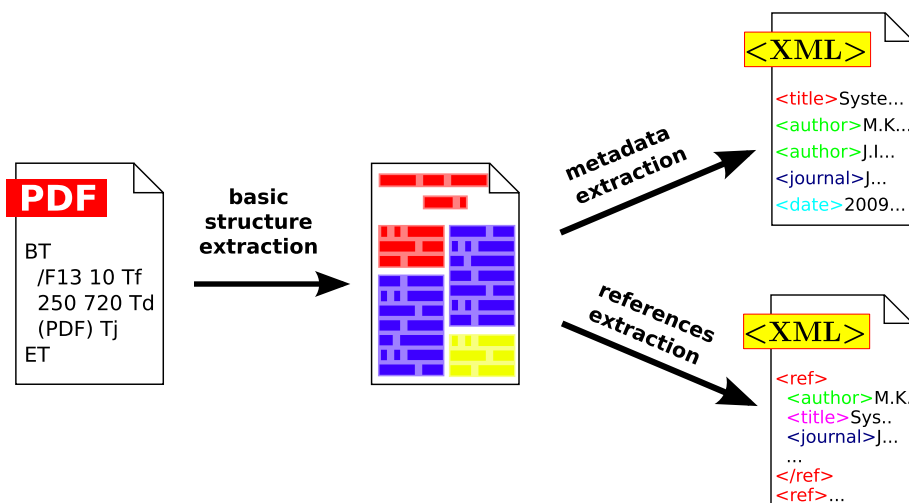 PDF
BT
/F13 10 Tf
250 720 Td
(PDF) Tj
ET
basic
structure
extraction
metadata
extraction
references
extraction
<XML>
<title>Syste...
<author>M.K...
<author>J.I...
<journal>J...
<date>2009...
<XML>
<ref>
<author>M.K.
<title>Sys..
<journal>J...
...
</ref>
<ref>...